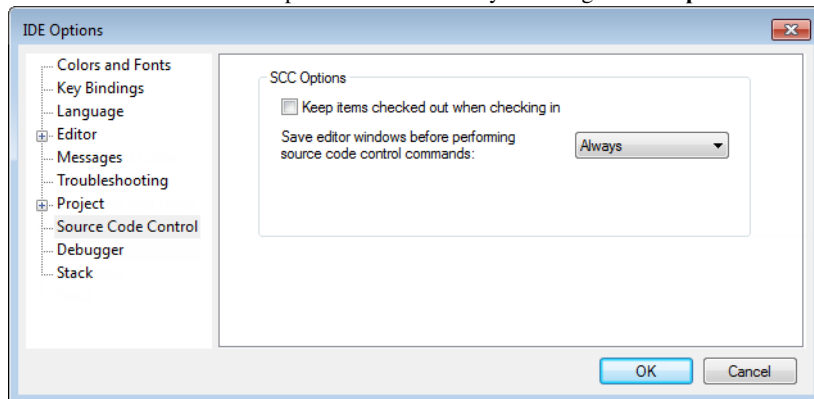 IDE Options
Colors and Fonts
Key Bindings
Language
Editor
Messages
Troubleshooting
Project
Source Code Control
Debugger
Stack
SCC Options
Keep items checked out when checking in
Save editor windows before performing
source code control commands:
Always
OK
Cancel